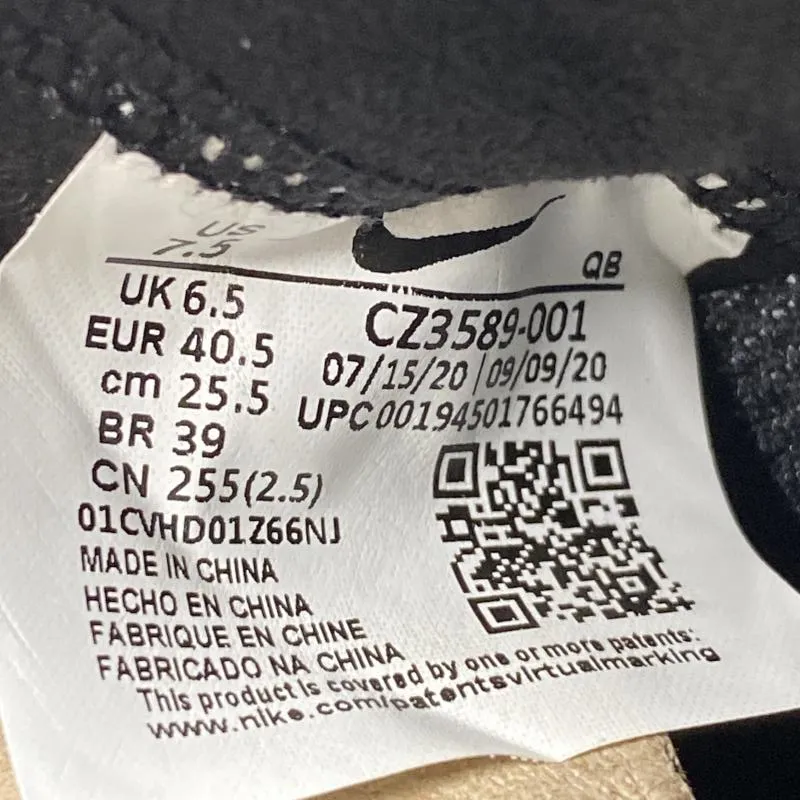 US
7.5
QB
UK 6.5
EUR 40.5
cm 25.5
BR 39
CN 255(2.5)
CZ3589-001
07/15/20 | 09/09/20
UPC00194501766494
01CVHD01Z66NJ
MADE IN CHINA
HECHO EN CHINA
FABRIQUE EN CHINE
FABRICADO NA CHINA
This product is covered by one or more patents:
www.nike.com/patentsvirtualmarking